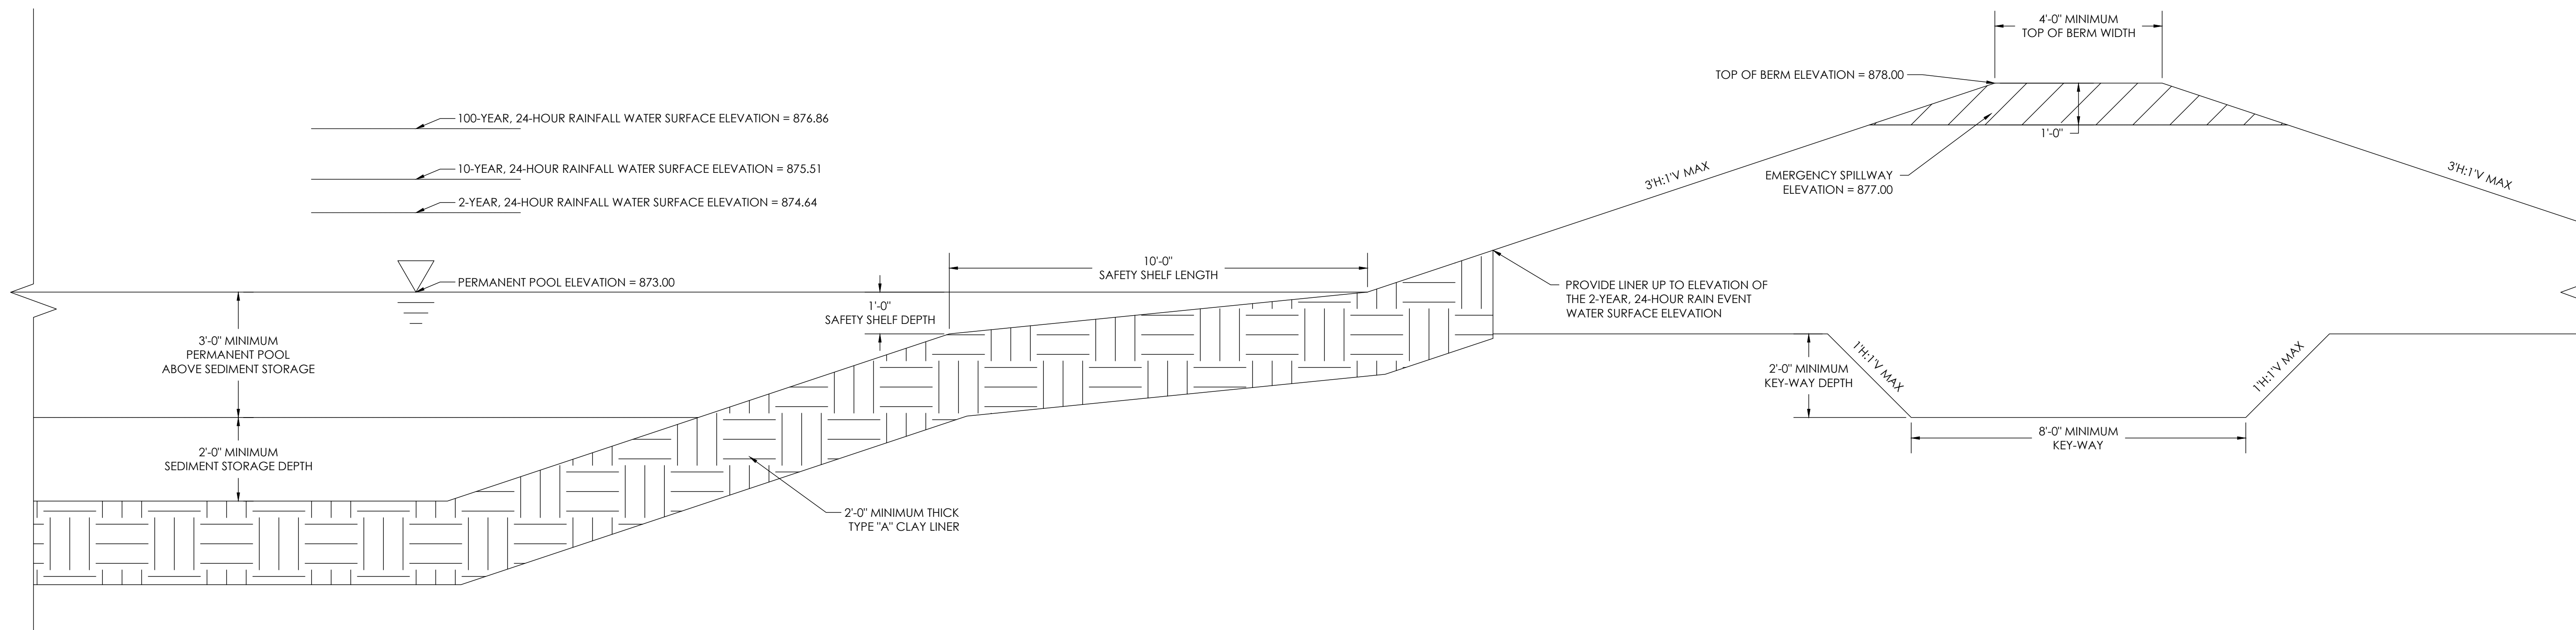 4'-0" MINIMUM
TOP OF BERM WIDTH
TOP OF BERM ELEVATION = 878.00
100-YEAR, 24-HOUR RAINFALL WATER SURFACE ELEVATION = 876.86
1'-0"
10-YEAR, 24-HOUR RAINFALL WATER SURFACE ELEVATION = 875.51
3'H:1'V MAX
EMERGENCY SPILLWAY
ELEVATION = 877.00
3'H:1'V MAX
2-YEAR, 24-HOUR RAINFALL WATER SURFACE ELEVATION = 874.64
10'-0"
SAFETY SHELF LENGTH
PERMANENT POOL ELEVATION = 873.00
PROVIDE LINER UP TO ELEVATION OF
THE 2-YEAR, 24-HOUR RAIN EVENT
WATER SURFACE ELEVATION
1'-0"
SAFETY SHELF DEPTH
3'-0" MINIMUM
PERMANENT POOL
ABOVE SEDIMENT STORAGE
1'H:1'V MAX
2'-0" MINIMUM
KEY-WAY DEPTH
1'H:1'V MAX
8'-0" MINIMUM
KEY-WAY
2'-0" MINIMUM
SEDIMENT STORAGE DEPTH
2'-0" MINIMUM THICK
TYPE "A" CLAY LINER